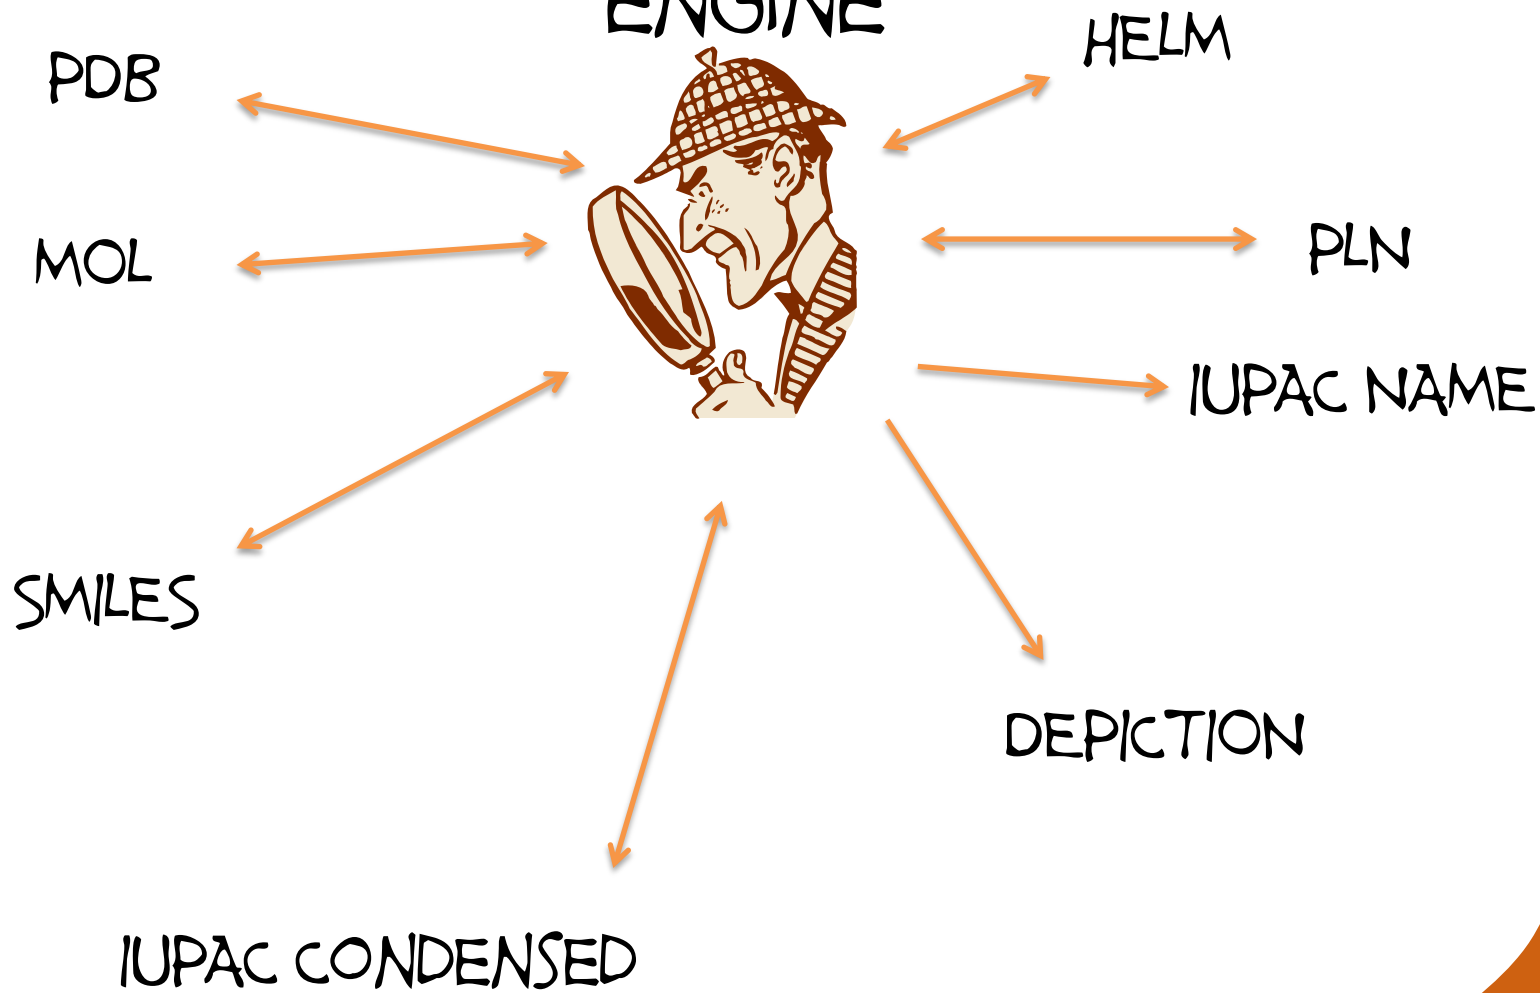 ENGINE
HELM
PDB
PLN
MOL
IUPAC NAME
SMILES
DEPICTION
IUPAC CONDENSED